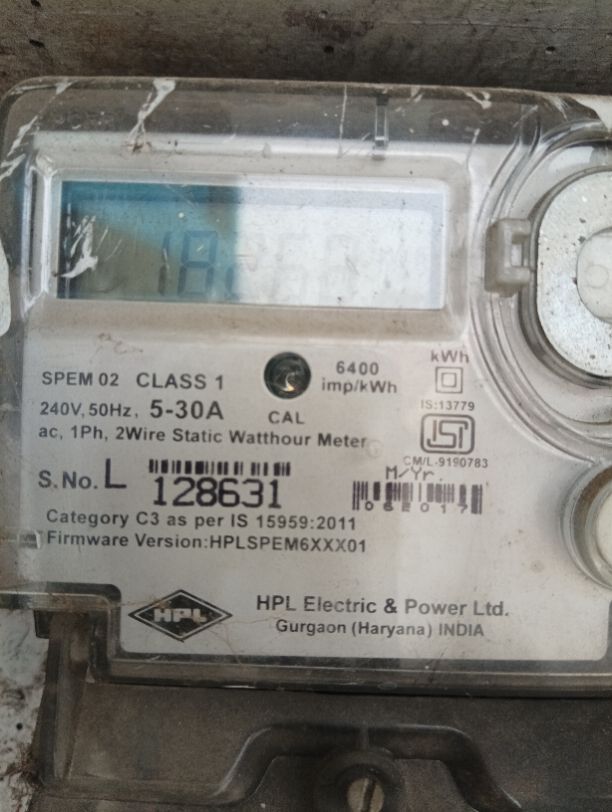 SPEM 02 CLASS 1
6400
imp/kWh
kWh
240V, 50Hz, 5-30A
CAL
IS:13779
ac, 1Ph, 2Wire Static Watthour Meter
ISI
CM/L-9190783
M/Yr.
S.No. L 128631
062017
Category C3 as per IS 15959:2011
Firmware Version:HPLSPEM6XXX01
HPL
HPL Electric & Power Ltd.
Gurgaon (Haryana) INDIA